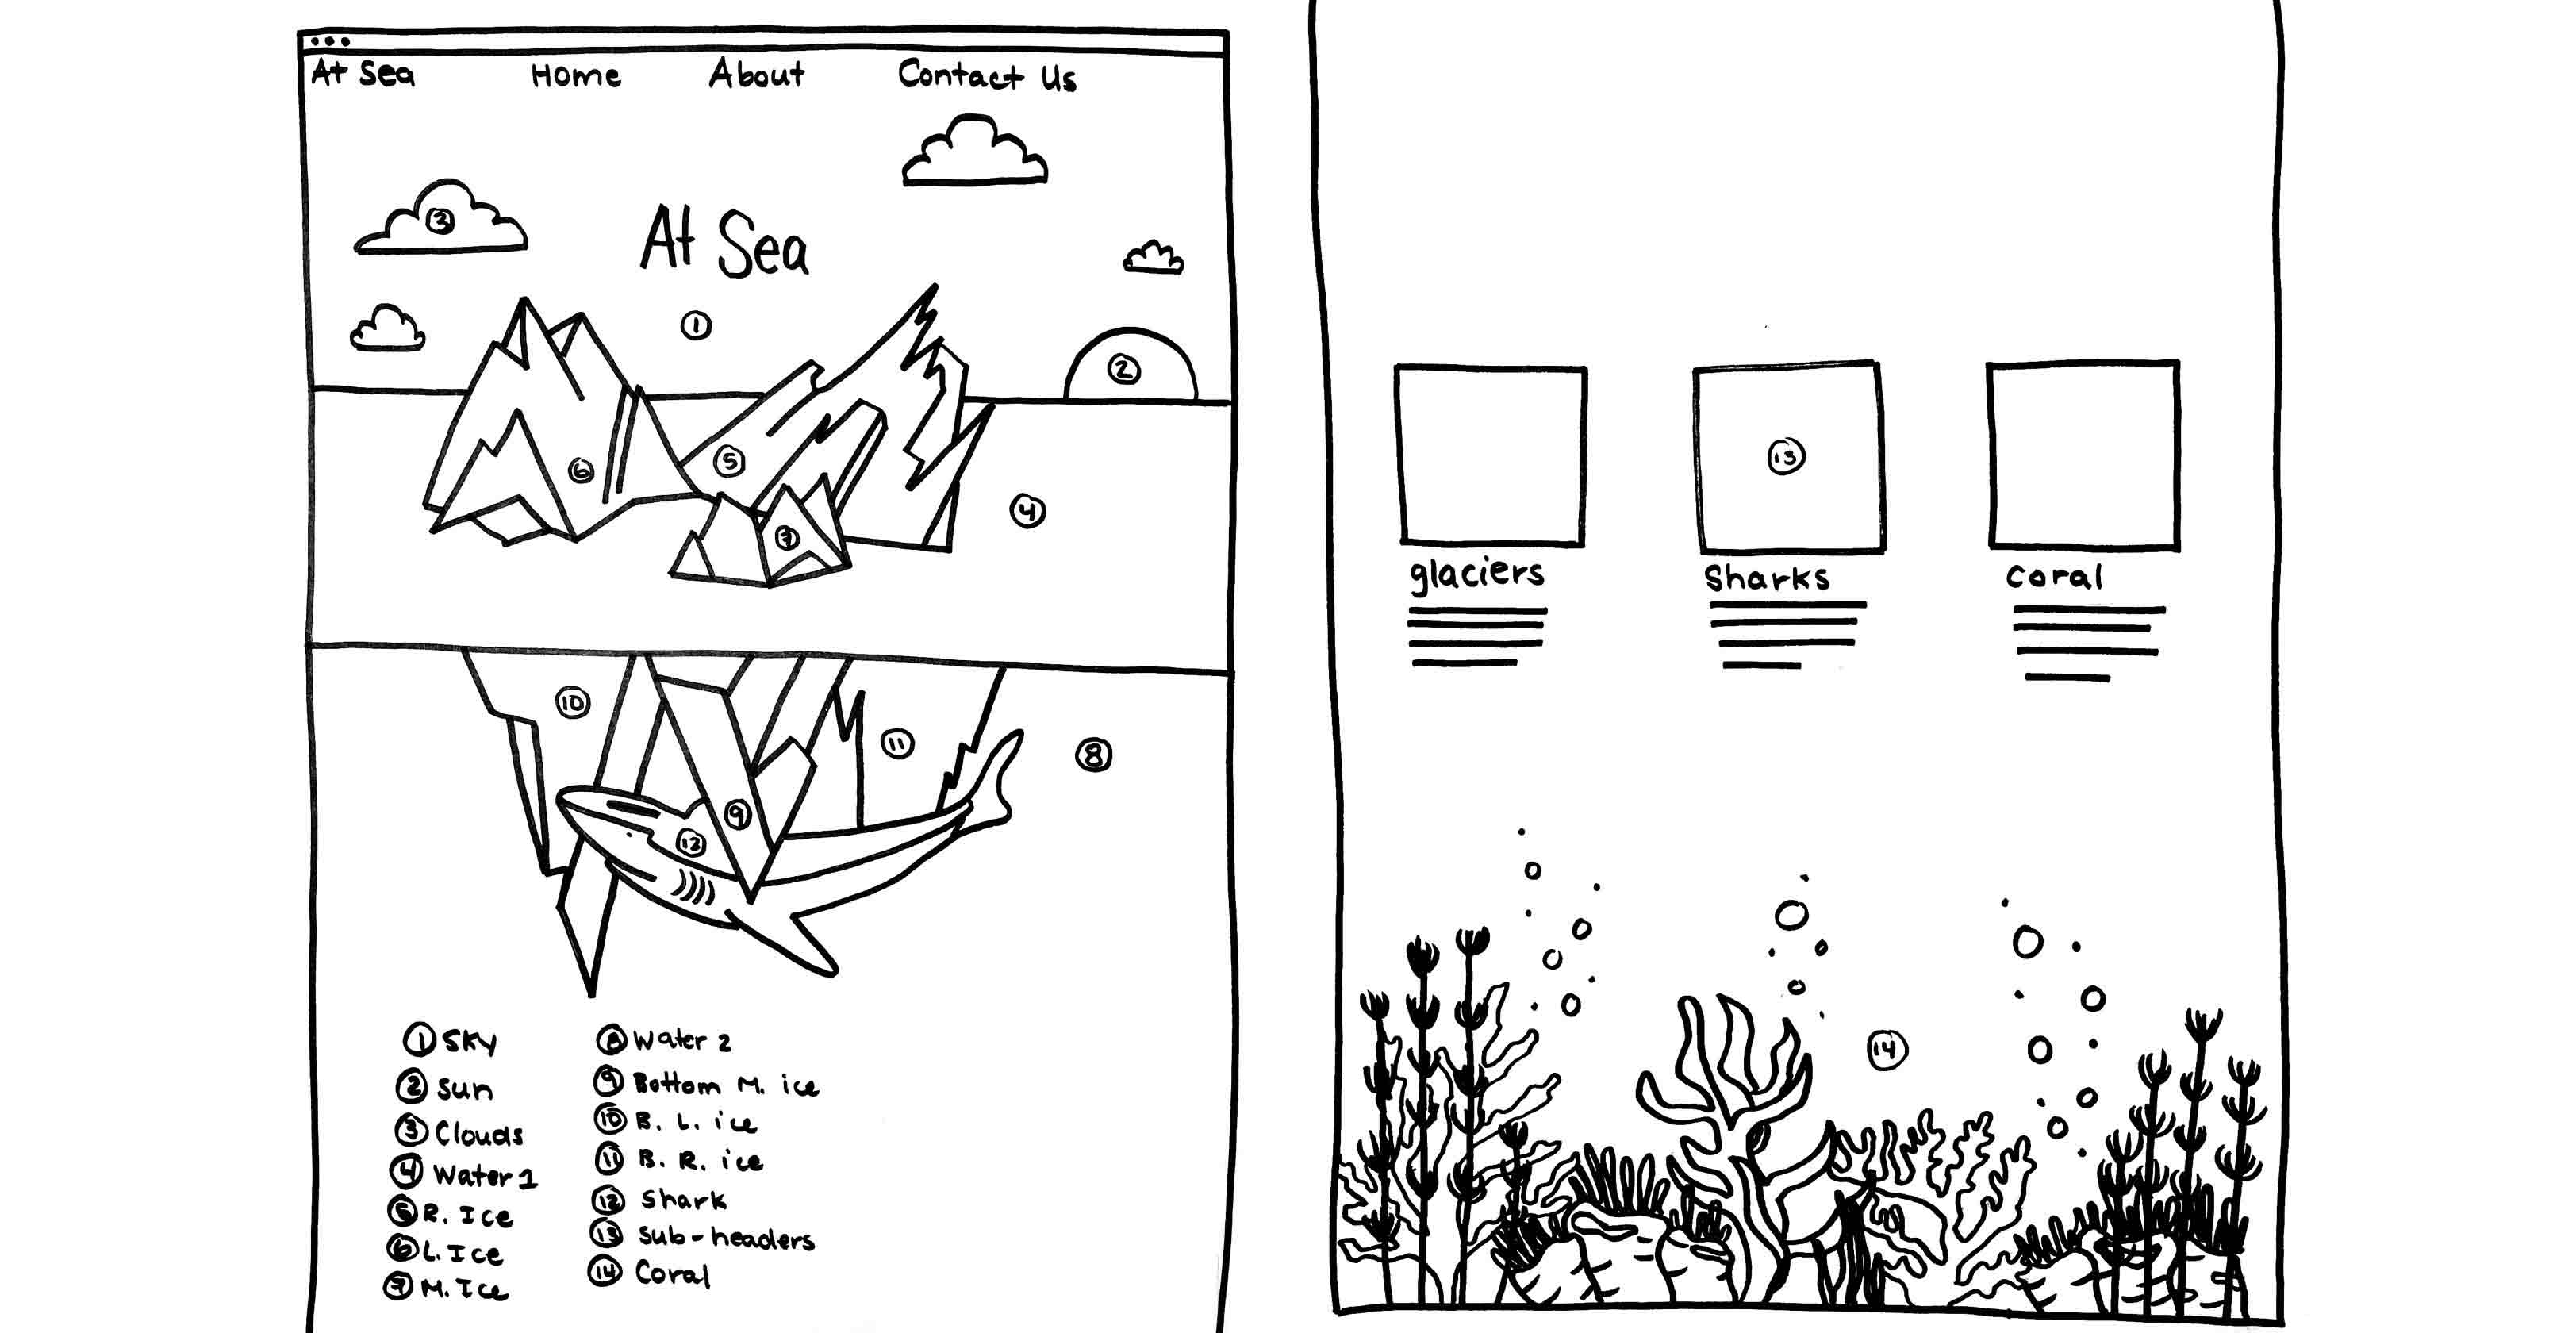 At Sea Home About Contact Us
3
At Sea
1
2
6
5
4
7
10
11
8
9
12
1 Sky
2 Sun
3 Clouds
4 Water 1
5 R. Ice
6 L. Ice
7 M. Ice
8 Water 2
9 Bottom M. ice
10 B. L. ice
11 B. R. ice
12 Shark
13 Sub-headers
14 Coral
13
glaciers Sharks coral
14